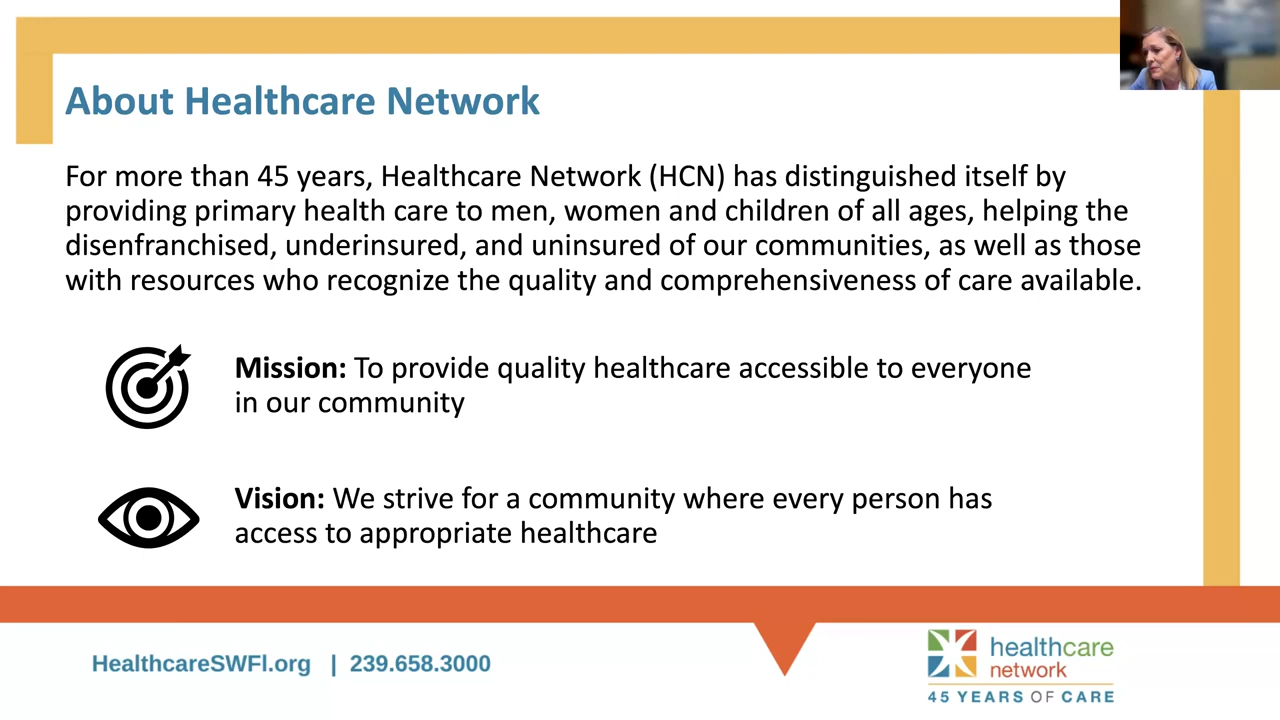 About Healthcare Network
For more than 45 years, Healthcare Network (HCN) has distinguished itself by
providing primary health care to men, women and children of all ages, helping the
disenfranchised, underinsured, and uninsured of our communities, as well as those
with resources who recognize the quality and comprehensiveness of care available.
Mission: To provide quality healthcare accessible to everyone
in our community
Vision: We strive for a community where every person has
access to appropriate healthcare
HealthcareSWFl.org | 239.658.3000
healthcare
network
45 YEARS OF CARE